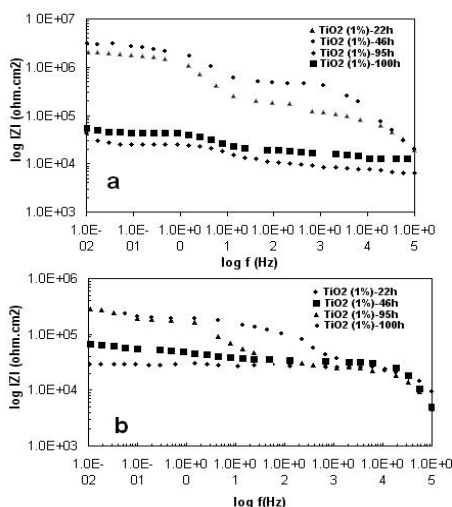 1.0E+07
1.0E+06
1.0E+05
1.0E+04
1.0E+03
log |Z| (ohm.cm2)
TiO2 (1%)-22h
TiO2 (1%)-46h
TiO2 (1%)-95h
TiO2 (1%)-100h
a
1.0E- 1.0E- 1.0E+0 1.0E+0 1.0E+0 1.0E+0 1.0E+0 1.0E+0
02 01 0 1 2 3 4 5
log f (Hz)
1.0E+06
1.0E+05
1.0E+04
1.0E+03
log |Z| (ohm.cm2)
TiO2 (1%)-22h
TiO2 (1%)-46h
TiO2 (1%)-95h
TiO2 (1%)-100h
b
1.0E- 1.0E- 1.0E+0 1.0E+0 1.0E+0 1.0E+0 1.0E+0 1.0E+0
02 01 0 1 2 3 4 5
log f(Hz)